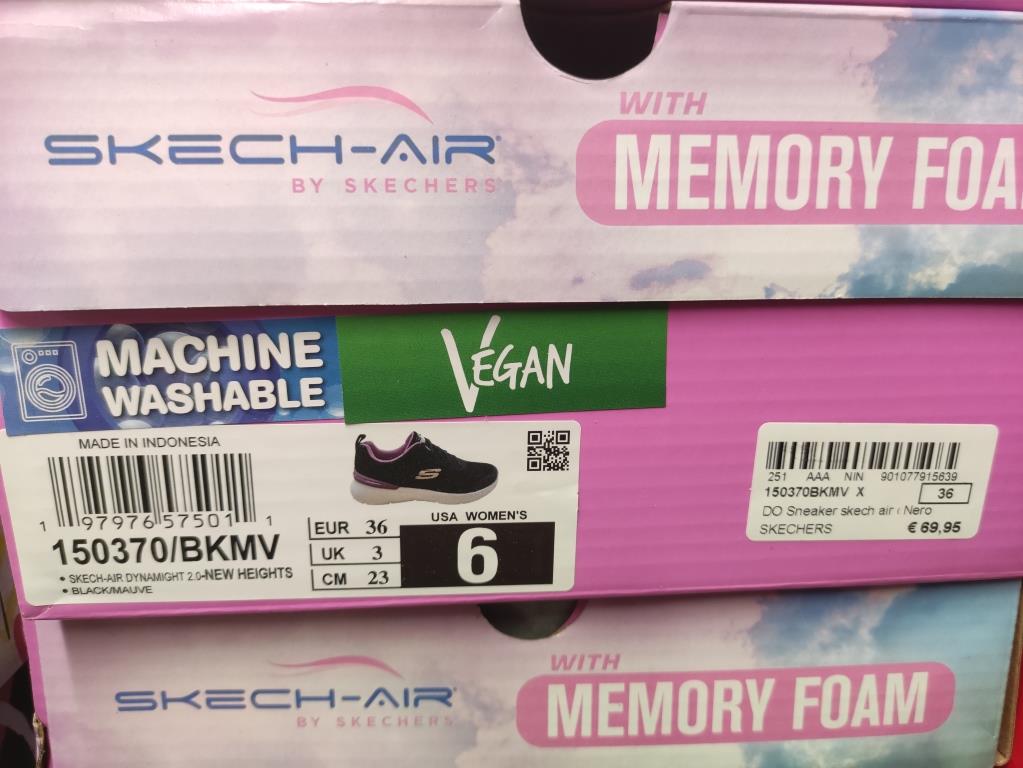 SKECH-AIR
BY SKECHERS
WITH
MEMORY FOA
MACHINE
WASHABLE
VEGAN
MADE IN INDONESIA
1 97976 57501 1
150370/BKMV
• SKECH-AIR DYNAMIGHT 2.0-NEW HEIGHTS
• BLACK/MAUVE
EUR 36
UK 3
CM 23
USA WOMEN'S
6
251 AAA NIN 901077915639
150370BKMV X 36
DO Sneaker skech air Nero
SKECHERS € 69,95
SKECH-AIR
BY SKECHERS
WITH
MEMORY FOAM